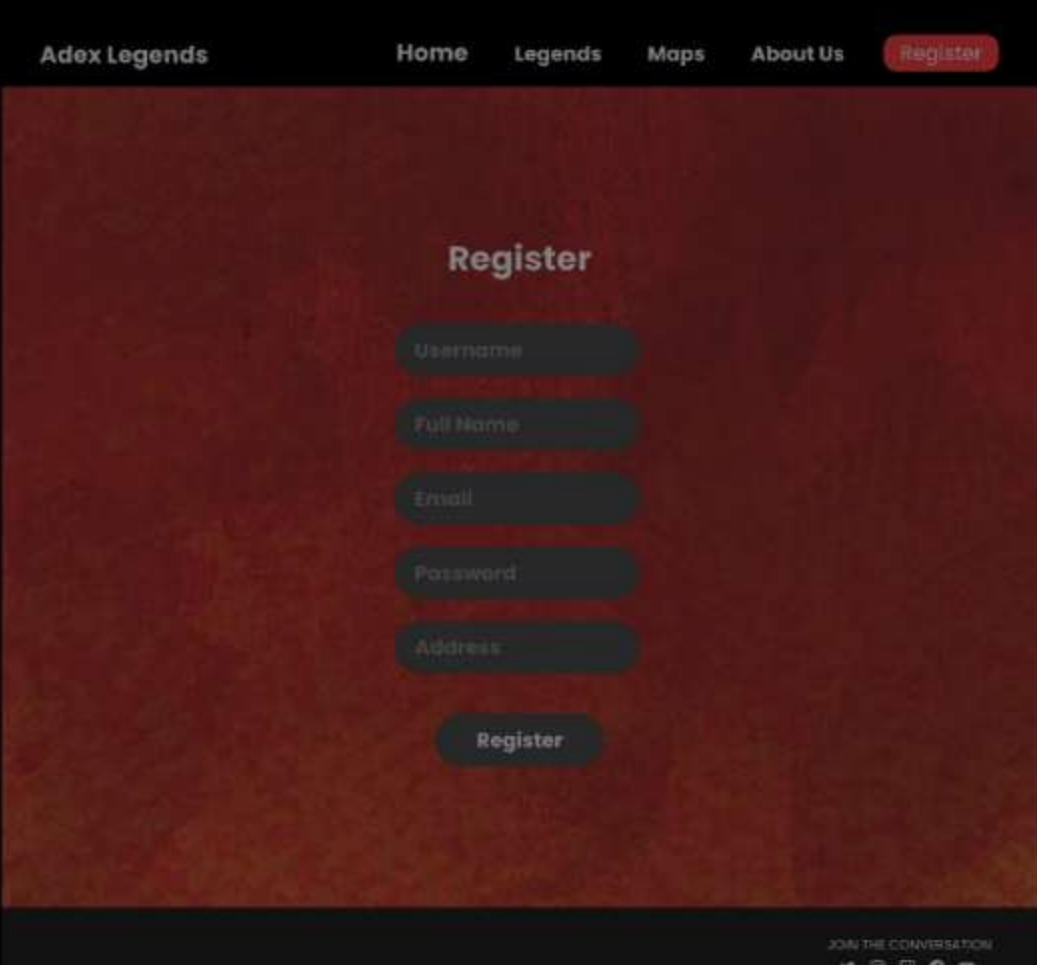 Adex Legends Home Legends Maps About Us Register
Register
Username
Full Name
Email
Password
Address
Register
JOIN THE CONVERSATION